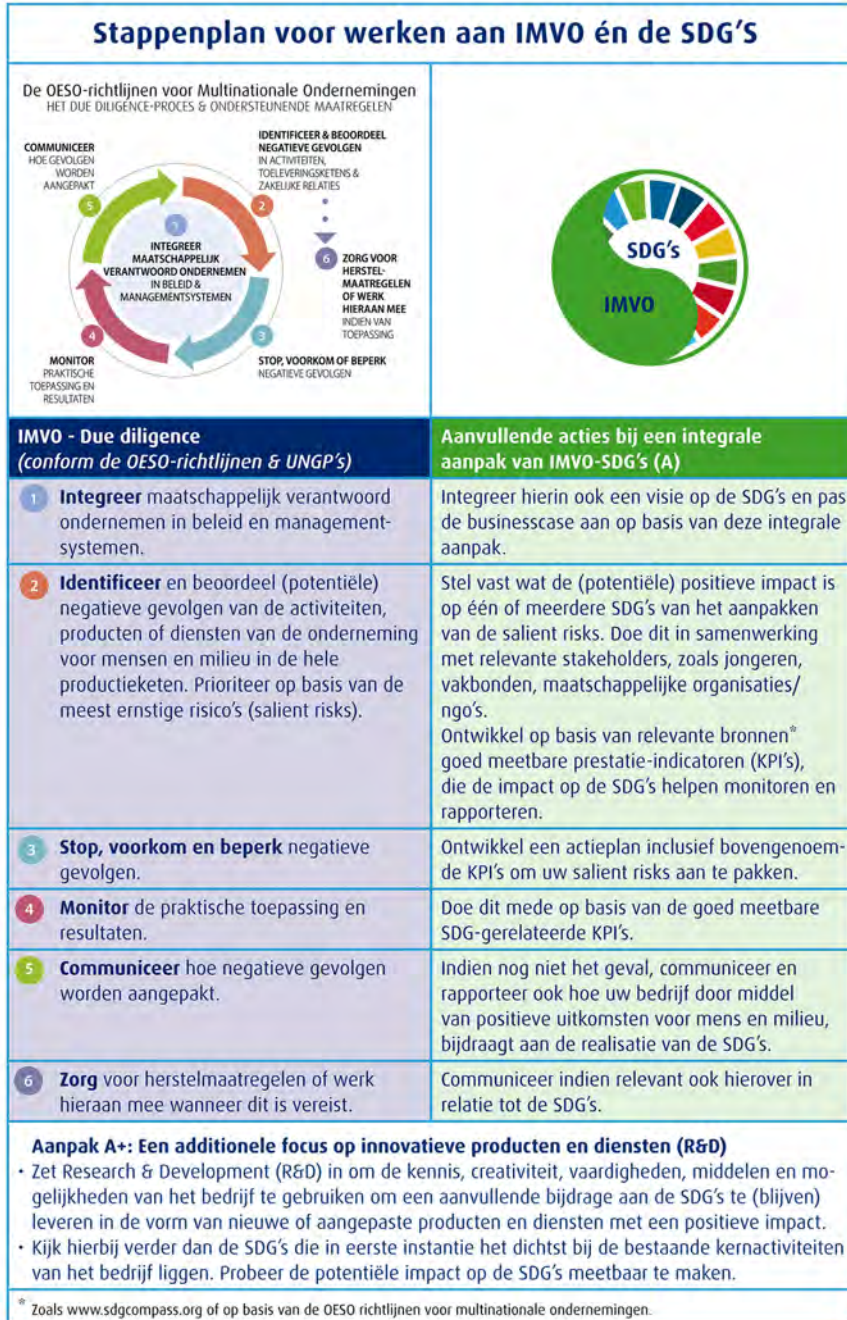 Stappenplan voor werken aan IMVO én de SDG'S
De OESO-richtlijnen voor Multinationale Ondernemingen
HET DUE DILIGENCE-PROCES & ONDERSTEUNENDE MAATREGELEN
COMMUNICEER
HOE GEVOLGEN
WORDEN
AANGEPAKT
5
IDENTIFICEER & BEOORDEEL
NEGATIEVE GEVOLGEN
IN ACTIVITEITEN,
TOELEVERINGSKETENS &
ZAKELIJKE RELATIES
2
1
INTEGREER
MAATSCHAPPELIJK
VERANTWOORD ONDERNEMEN
IN BELEID &
MANAGEMENTSYSTEMEN
6
ZORG VOOR
HERSTEL-
MAATREGELEN
OF WERK
HIERAAN MEE
INDIEN VAN
TOEPASSING
4
MONITOR
PRAKTISCHE
TOEPASSING EN
RESULTATEN
3
STOP, VOORKOM OF BEPERK
NEGATIEVE GEVOLGEN
SDG's
IMVO
IMVO - Due diligence
(conform de OESO-richtlijnen & UNGP's)
Aanvullende acties bij een integrale
aanpak van IMVO-SDG's (A)
1 Integreer maatschappelijk verantwoord
ondernemen in beleid en management-
systemen.
Integreer hierin ook een visie op de SDG's en pas
de businesscase aan op basis van deze integrale
aanpak.
2 Identificeer en beoordeel (potentiële)
negatieve gevolgen van de activiteiten,
producten of diensten van de onderneming
voor mensen en milieu in de hele
productieketen. Prioriteer op basis van de
meest ernstige risico's (salient risks).
Stel vast wat de (potentiële) positieve impact is
op één of meerdere SDG's van het aanpakken
van de salient risks. Doe dit in samenwerking
met relevante stakeholders, zoals jongeren,
vakbonden, maatschappelijke organisaties/
ngo's.
Ontwikkel op basis van relevante bronnen*
goed meetbare prestatie-indicatoren (KPI's),
die de impact op de SDG's helpen monitoren en
rapporteren.
3 Stop, voorkom en beperk negatieve
gevolgen.
Ontwikkel een actieplan inclusief bovengenoem-
de KPI's om uw salient risks aan te pakken.
4 Monitor de praktische toepassing en
resultaten.
Doe dit mede op basis van de goed meetbare
SDG-gerelateerde KPI's.
5 Communiceer hoe negatieve gevolgen
worden aangepakt.
Indien nog niet het geval, communiceer en
rapporteer ook hoe uw bedrijf door middel
van positieve uitkomsten voor mens en milieu,
bijdraagt aan de realisatie van de SDG's.
6 Zorg voor herstelmaatregelen of werk
hieraan mee wanneer dit is vereist.
Communiceer indien relevant ook hierover in
relatie tot de SDG's.
Aanpak A+: Een additionele focus op innovatieve producten en diensten (R&D)
• Zet Research & Development (R&D) in om de kennis, creativiteit, vaardigheden, middelen en mo-
gelijkheden van het bedrijf te gebruiken om een aanvullende bijdrage aan de SDG's te (blijven)
leveren in de vorm van nieuwe of aangepaste producten en diensten met een positieve impact.
• Kijk hierbij verder dan de SDG's die in eerste instantie het dichtst bij de bestaande kernactiviteiten
van het bedrijf liggen. Probeer de potentiële impact op de SDG's meetbaar te maken.
* Zoals www.sdgcompass.org of op basis van de OESO richtlijnen voor multinationale ondernemingen.